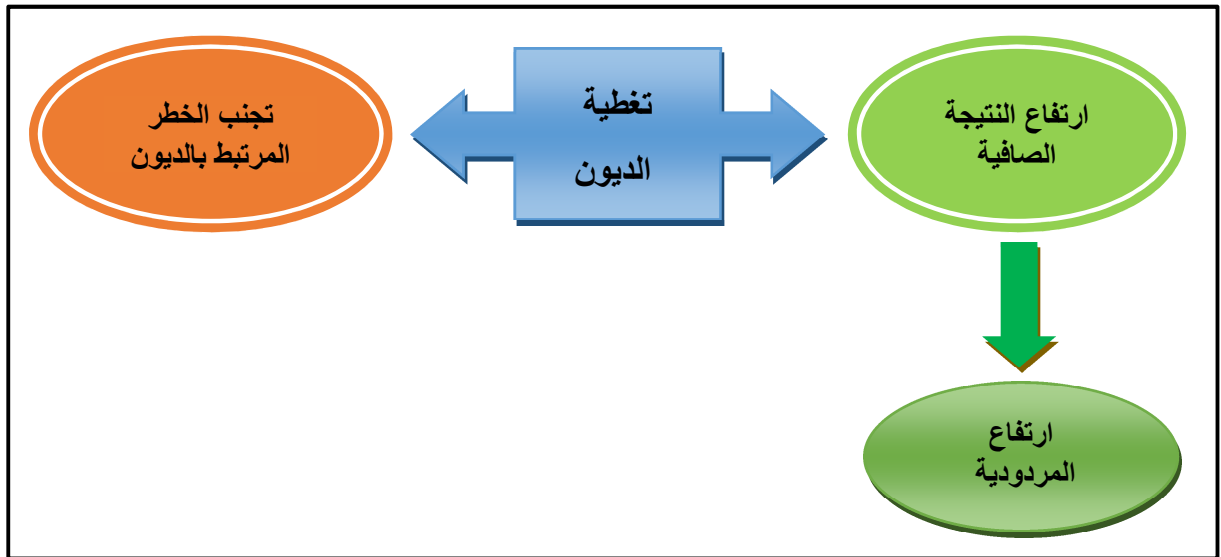 ارتفاع النتيجة
الصافية
تغطية
الديون
تجنب الخطر
المرتبط بالديون
ارتفاع
المردودية